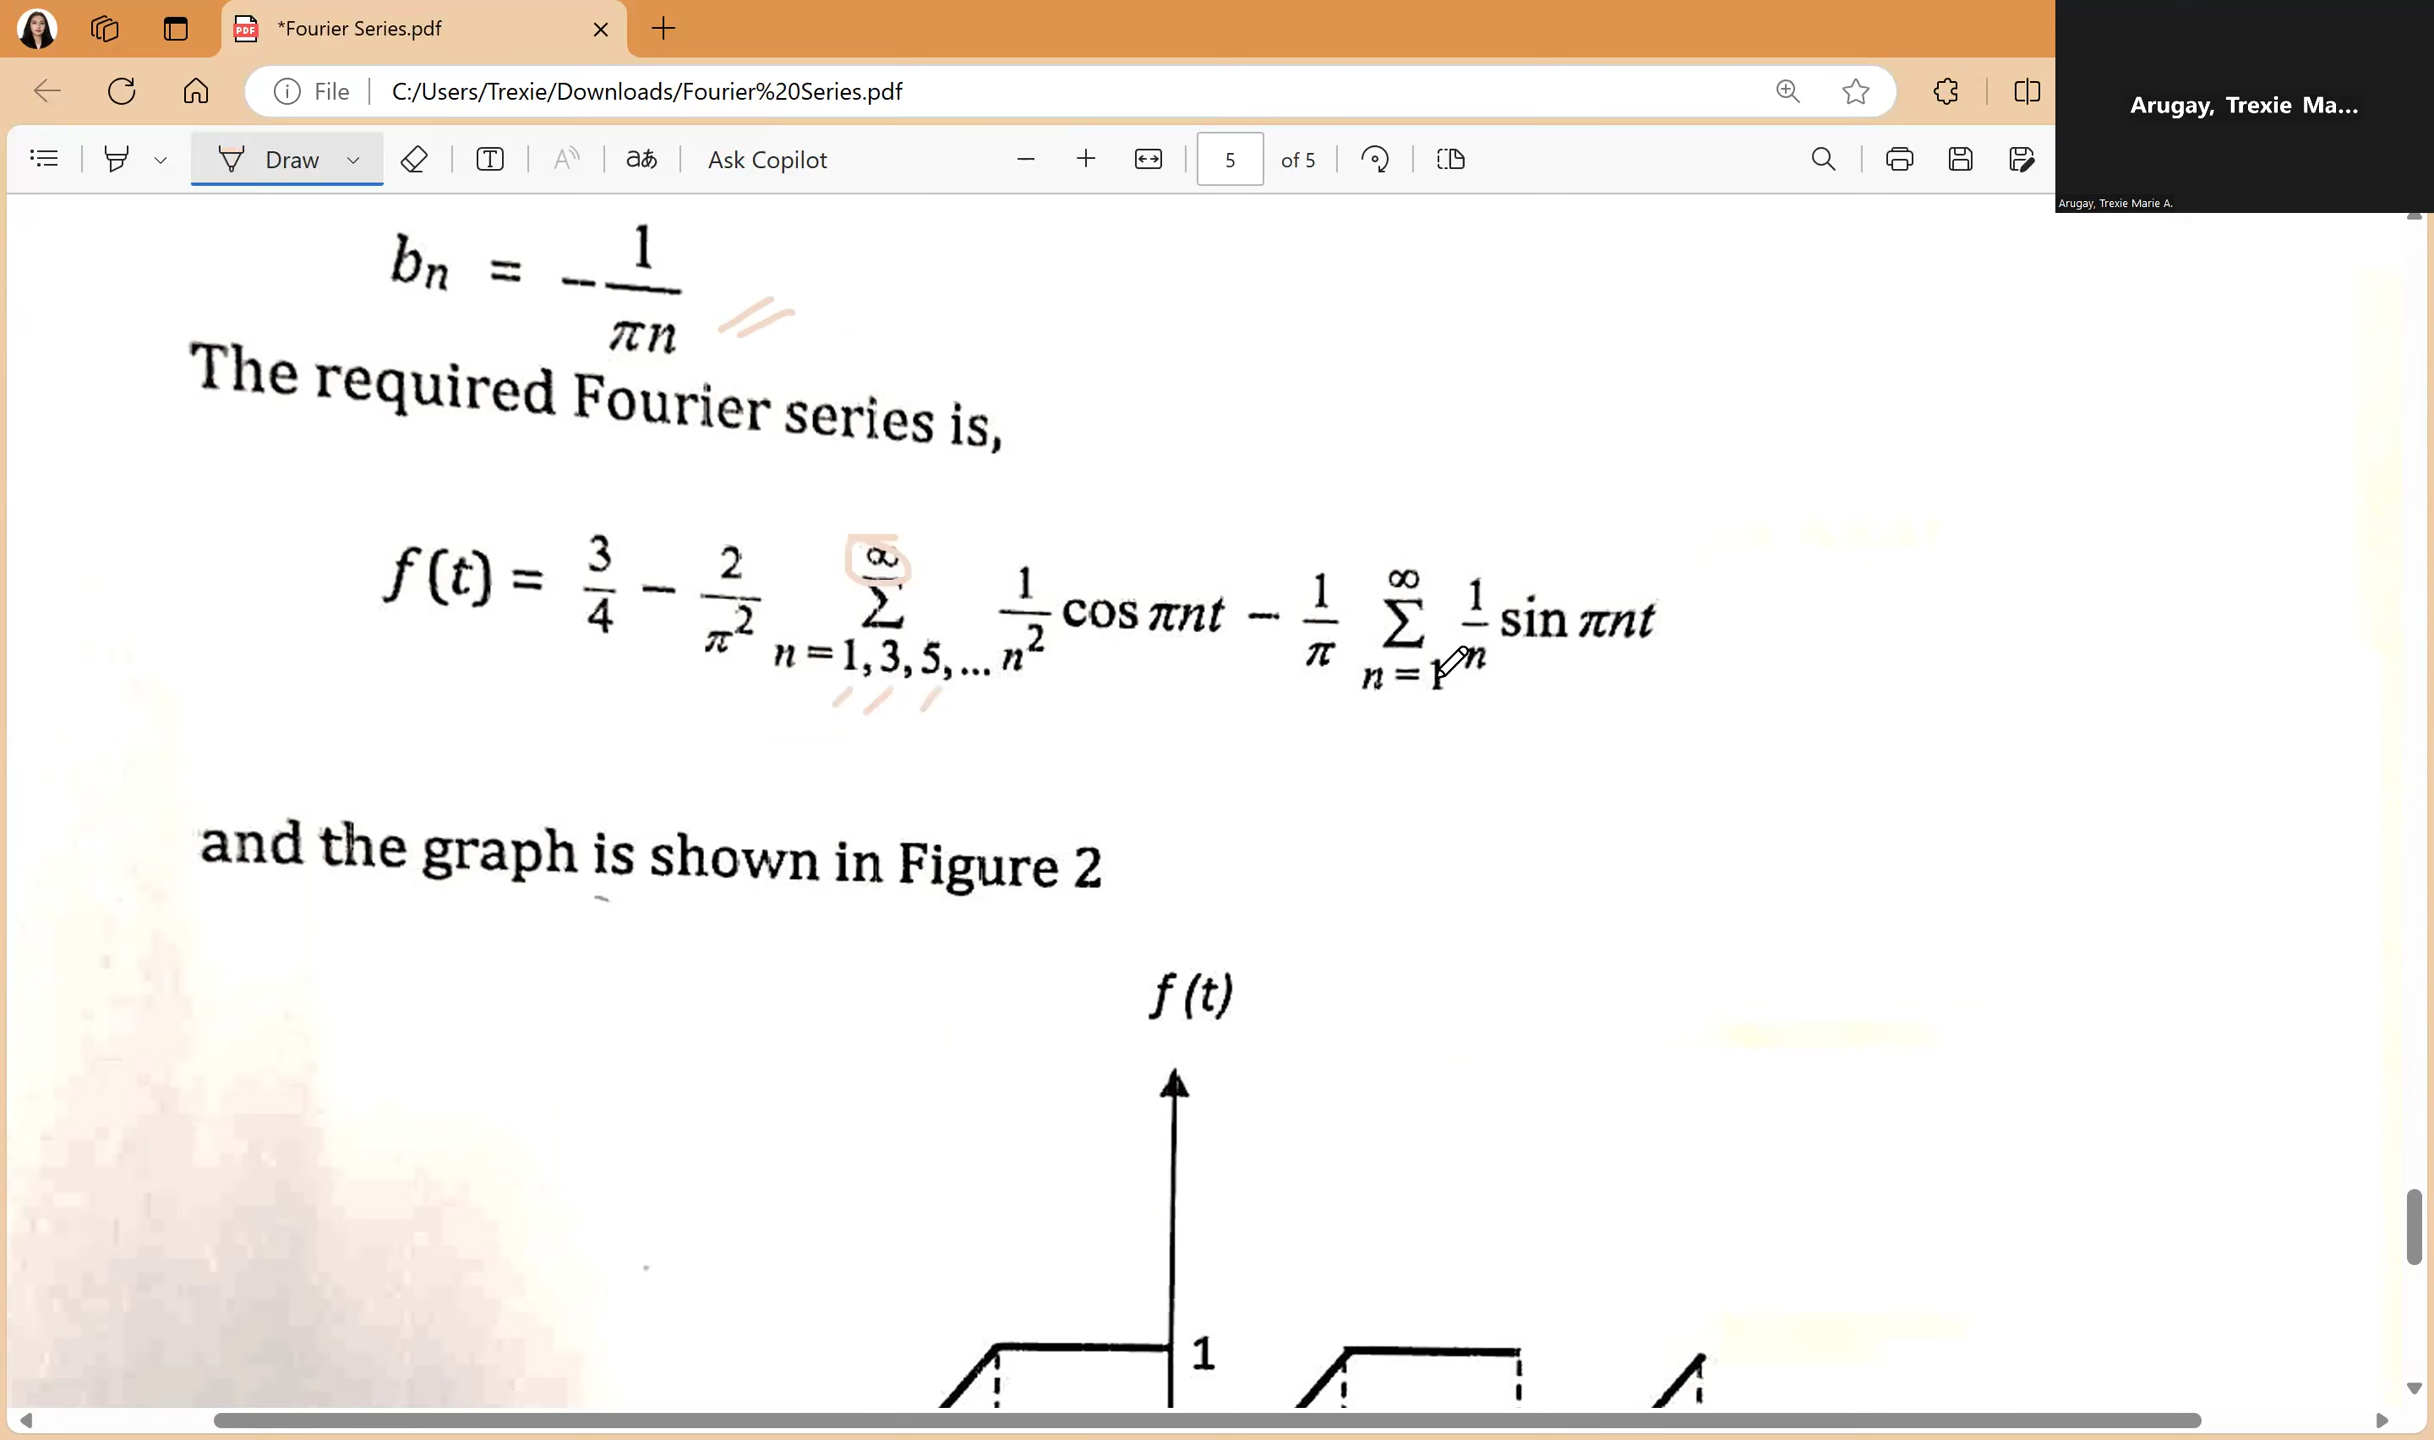 *Fourier Series.pdf
File C:/Users/Trexie/Downloads/Fourier%20Series.pdf
Arugay, Trexie Ma...
Arugay, Trexie Marie A.
Draw T aあ Ask Copilot 5 of 5
bn = -1/πn
The required Fourier series is,
f(t) = 3/4 - 2/π² ∞ Σ n = 1, 3, 5, ... 1/n² cos πnt - 1/π ∞ Σ n = 1 1/n sin πnt
and the graph is shown in Figure 2
f (t)
1